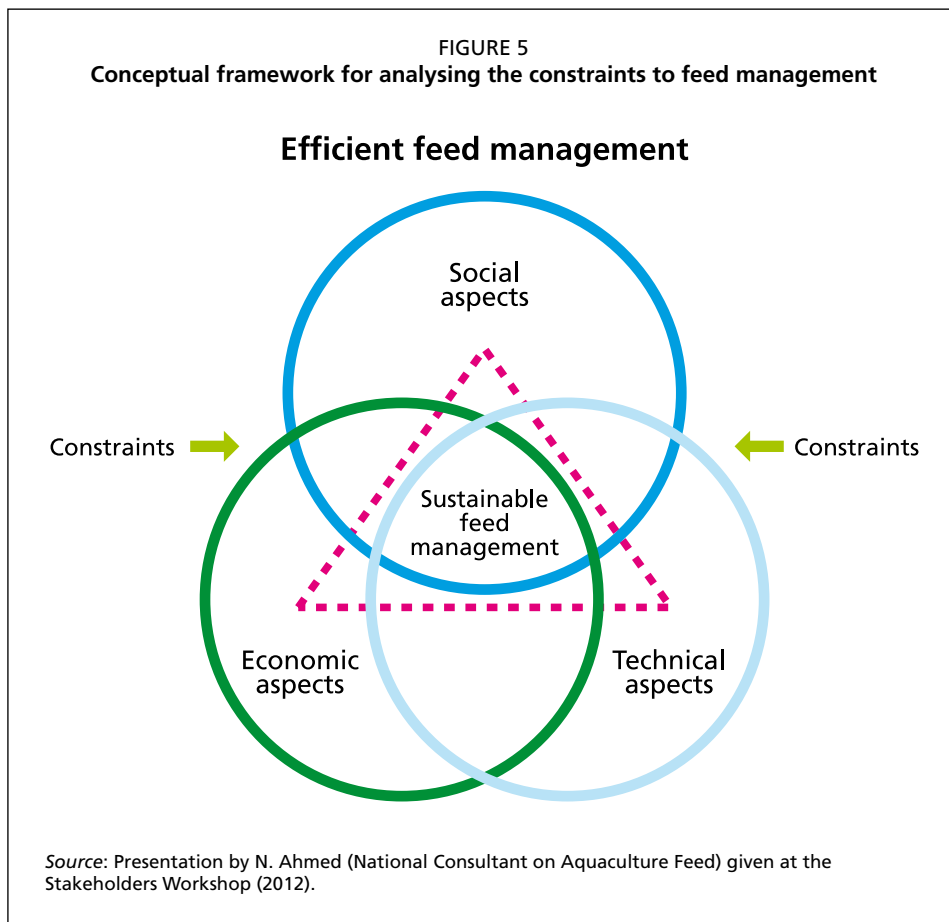 FIGURE 5
Conceptual framework for analysing the constraints to feed management
Efficient feed management
Social
aspects
Constraints
Constraints
Sustainable
feed
management
Economic
aspects
Technical
aspects
Source: Presentation by N. Ahmed (National Consultant on Aquaculture Feed) given at the
Stakeholders Workshop (2012).